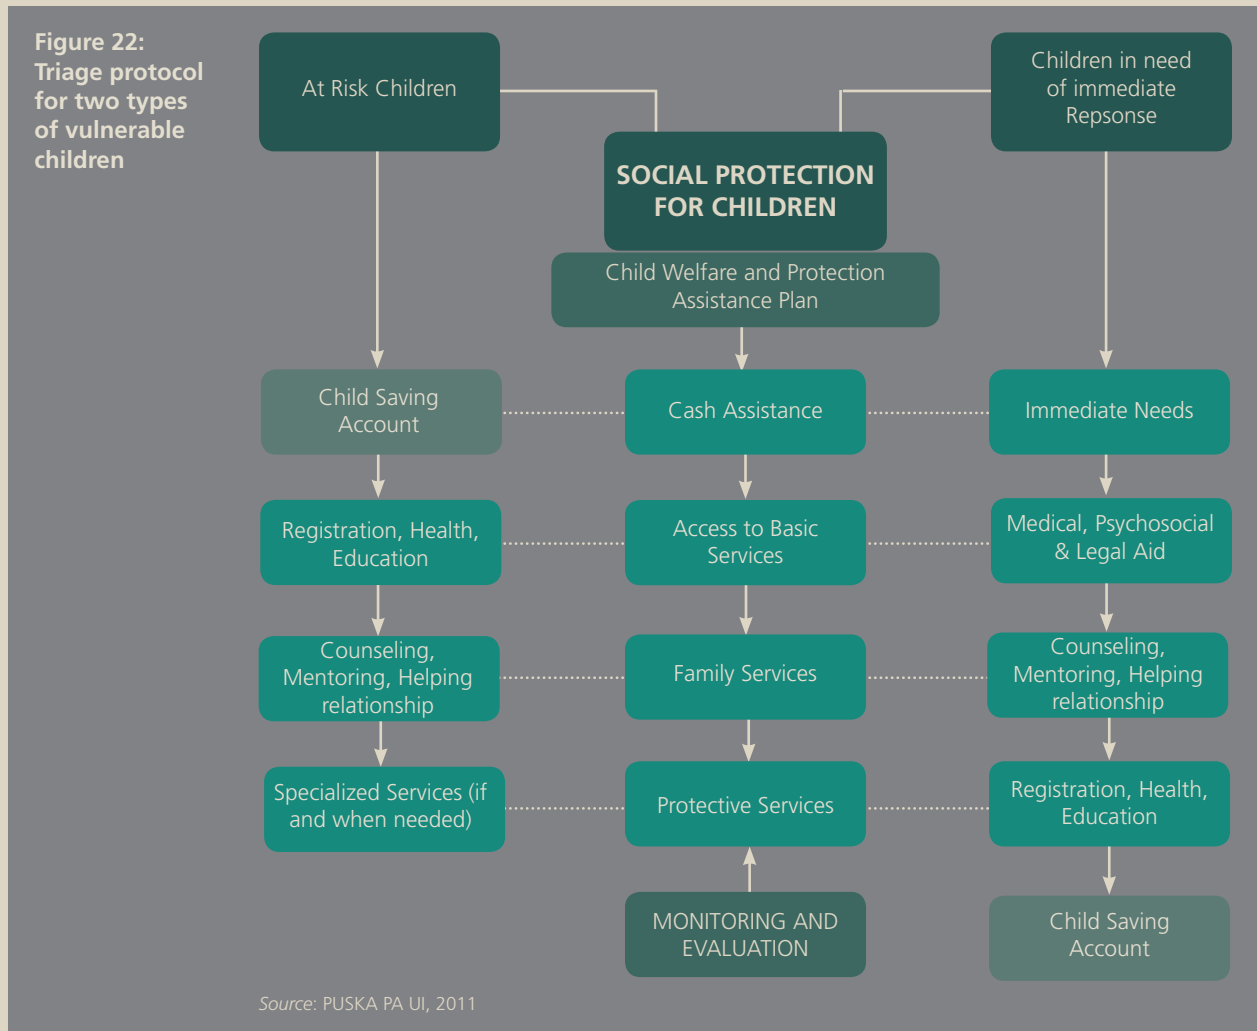 Figure 22:
Triage protocol
for two types
of vulnerable
children
At Risk Children
Children in need
of immediate
Repsonse
SOCIAL PROTECTION
FOR CHILDREN
Child Welfare and Protection
Assistance Plan
Child Saving
Account
Cash Assistance
Immediate Needs
Registration, Health,
Education
Access to Basic
Services
Medical, Psychosocial
& Legal Aid
Counseling,
Mentoring, Helping
relationship
Family Services
Counseling,
Mentoring, Helping
relationship
Specialized Services (if
and when needed)
Protective Services
Registration, Health,
Education
MONITORING AND
EVALUATION
Child Saving
Account
Source: PUSKA PA UI, 2011